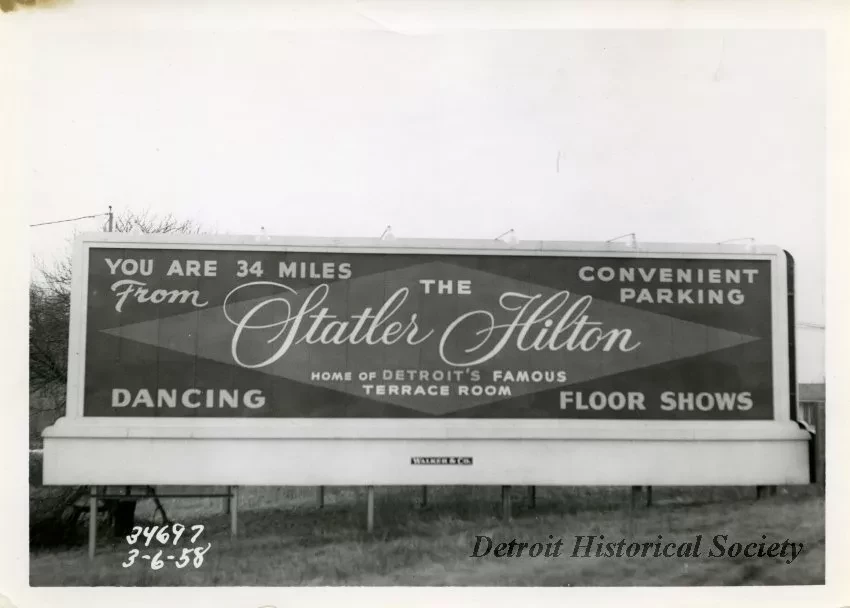 YOU ARE 34 MILES
From
THE
Statler Hilton
CONVENIENT
PARKING
HOME OF DETROIT'S FAMOUS
TERRACE ROOM
DANCING
FLOOR SHOWS
WALKER & CO.
34697
3-6-58
Detroit Historical Society